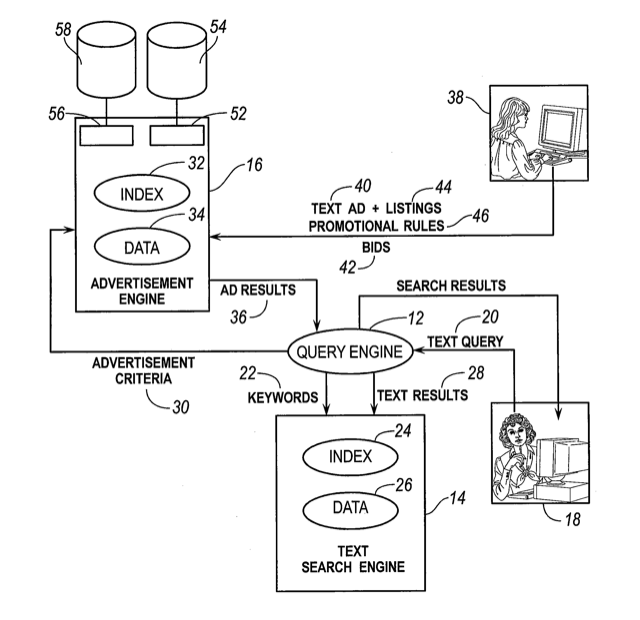 58
54
56
52
38
32
16
INDEX
40
44
34
TEXT AD + LISTINGS
46
PROMOTIONAL RULES
DATA
BIDS
42
ADVERTISEMENT
ENGINE
AD RESULTS
SEARCH RESULTS
36
12
20
TEXT QUERY
QUERY ENGINE
ADVERTISEMENT
CRITERIA
22
28
KEYWORDS
TEXT RESULTS
30
24
INDEX
26
DATA
14
18
TEXT
SEARCH ENGINE